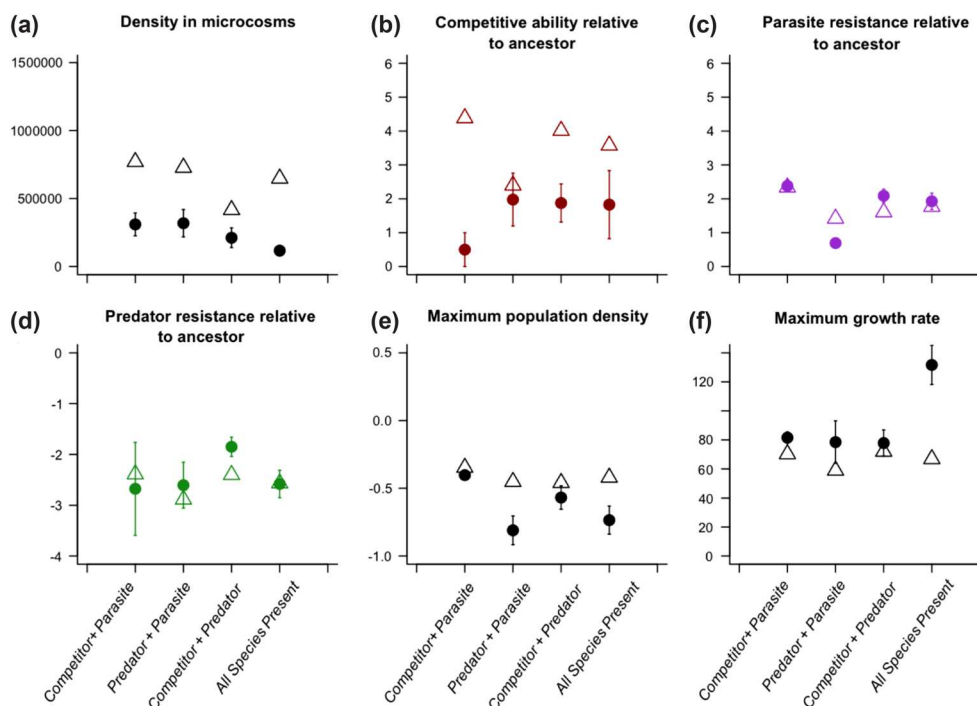 (a)
Density in microcosms
1500000
1000000
500000
0
(b)
Competitive ability relative
to ancestor
6
5
4
3
2
1
0
(c)
Parasite resistance relative
to ancestor
6
5
4
3
2
1
0
(d)
Predator resistance relative
to ancestor
0
-1
-2
-3
-4
Competitor+ Parasite
Predator + Parasite
Competitor + Predator
All Species Present
(e)
Maximum population density
0.5
0.0
-0.5
-1.0
Competitor+ Parasite
Predator + Parasite
Competitor + Predator
All Species Present
(f)
Maximum growth rate
120
80
60
40
20
0
Competitor+ Parasite
Predator + Parasite
Competitor + Predator
All Species Present